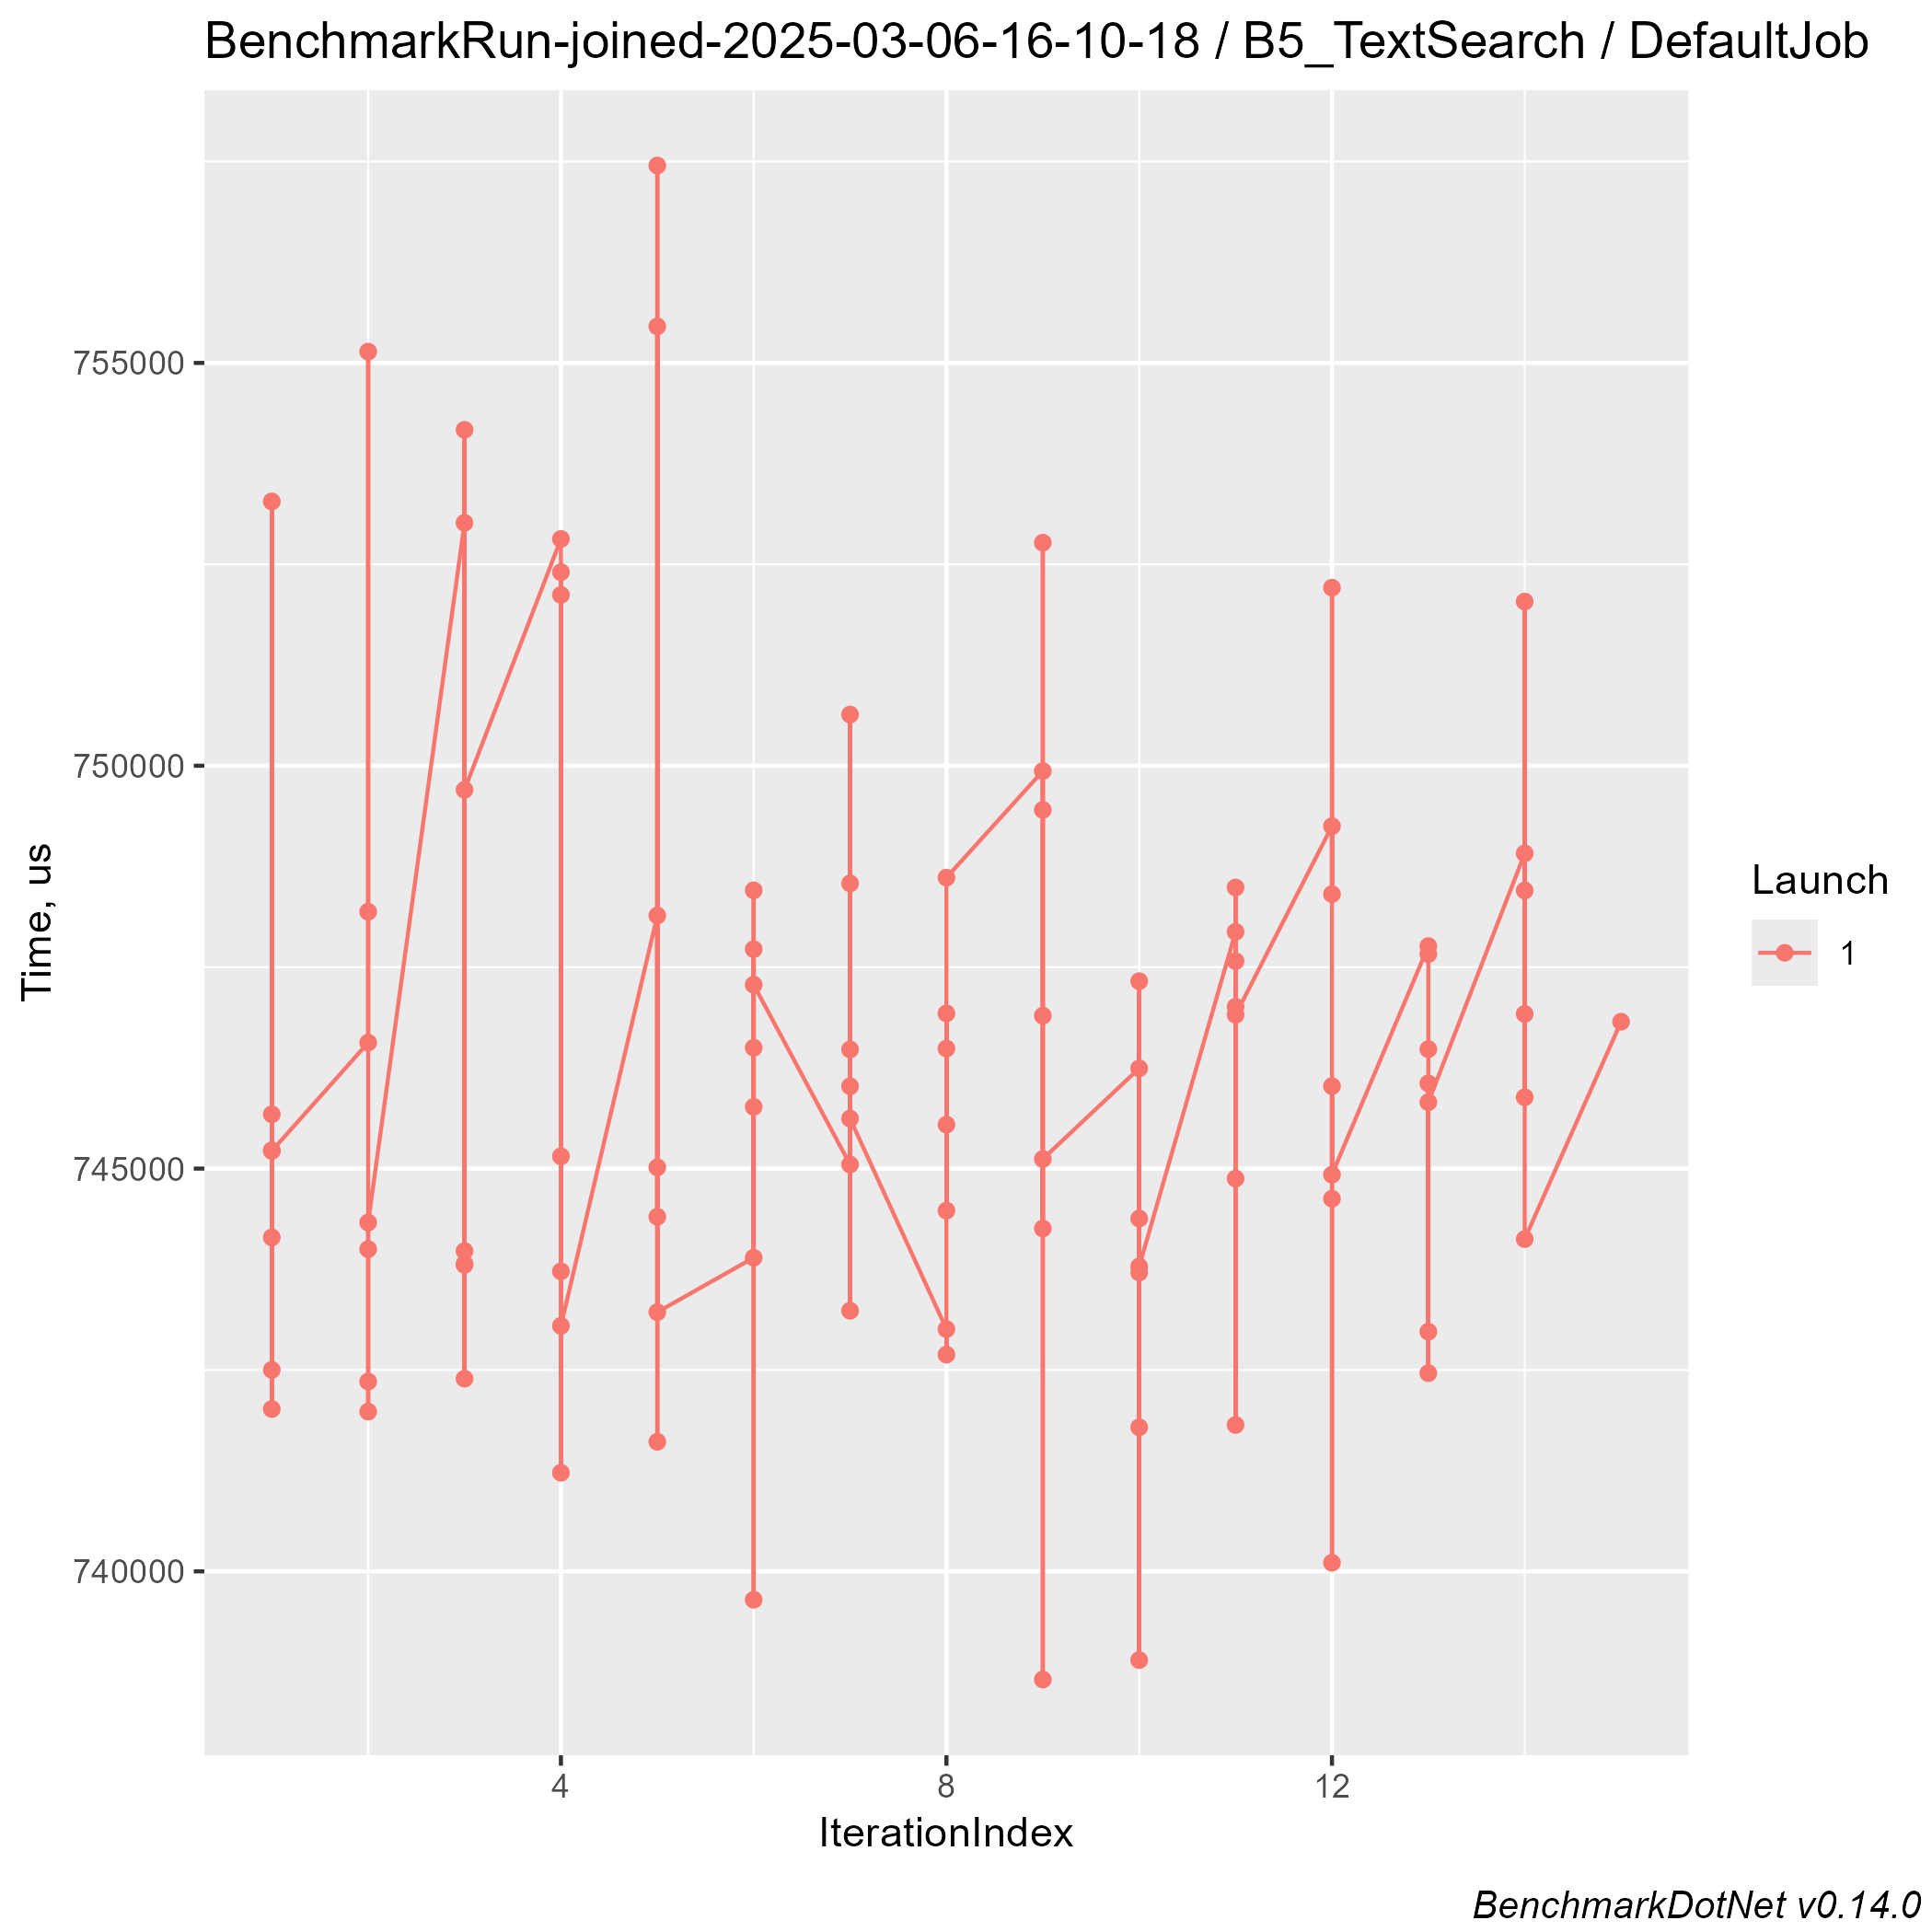 BenchmarkRun-joined-2025-03-06-16-10-18 / B5_TextSearch / DefaultJob
Time, us
755000
750000
745000
740000
4
8
12
IterationIndex
Launch
1
BenchmarkDotNet v0.14.0